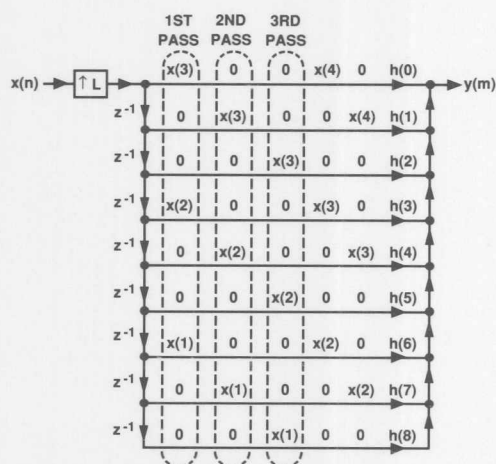 1ST 2ND 3RD
PASS PASS PASS
x(n) ↑ L x(3) 0 0 x(4) 0 h(0) y(m)
z-1 0 x(3) 0 0 x(4) h(1)
z-1 0 0 x(3) 0 0 h(2)
z-1 x(2) 0 0 x(3) 0 h(3)
z-1 0 x(2) 0 0 x(3) h(4)
z-1 0 0 x(2) 0 0 h(5)
z-1 x(1) 0 0 x(2) 0 h(6)
z-1 0 x(1) 0 0 x(2) h(7)
z-1 0 0 x(1) 0 0 h(8)